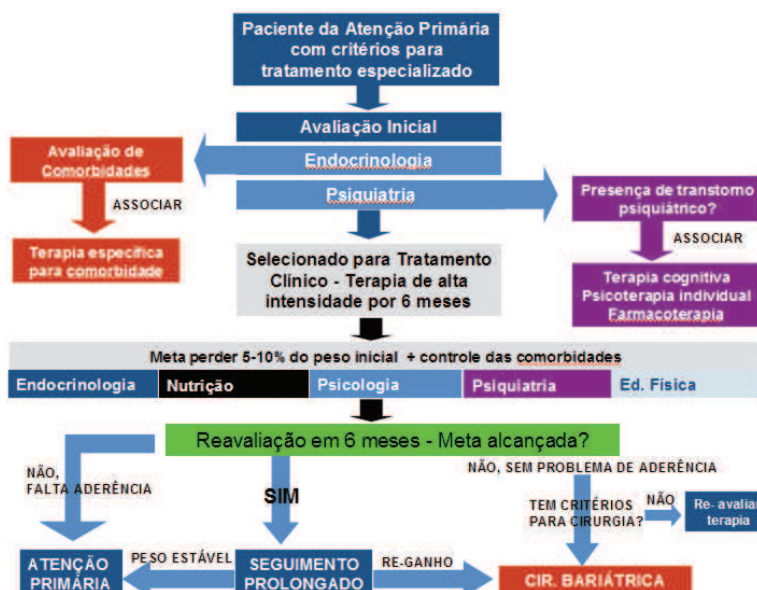 Paciente da Atenção Primária
com critérios para
tratamento especializado
Avaliação Inicial
Endocrinologia
Psiquiatria
Avaliação de
Comorbidades
ASSOCIAR
Terapia específica
para comorbidade
Presença de transtorno
psiquiátrico?
ASSOCIAR
Terapia cognitiva
Psicoterapia individual
Farmacoterapia
Selecionado para Tratamento
Clínico - Terapia de alta
intensidade por 6 meses
Meta perder 5-10% do peso inicial + controle das comorbidades
Endocrinologia Nutrição Psicologia Psiquiatria Ed. Física
Reavaliação em 6 meses - Meta alcançada?
NÃO,
FALTA ADERÊNCIA
SIM
NÃO, SEM PROBLEMA DE ADERÊNCIA
TEM CRITÉRIOS
PARA CIRURGIA?
NÃO
Re- avaliar
terapia
ATENÇÃO
PRIMÁRIA
PESO ESTÁVEL
SEGUIMENTO
PROLONGADO
RE-GANHO
CIR. BARIÁTRICA